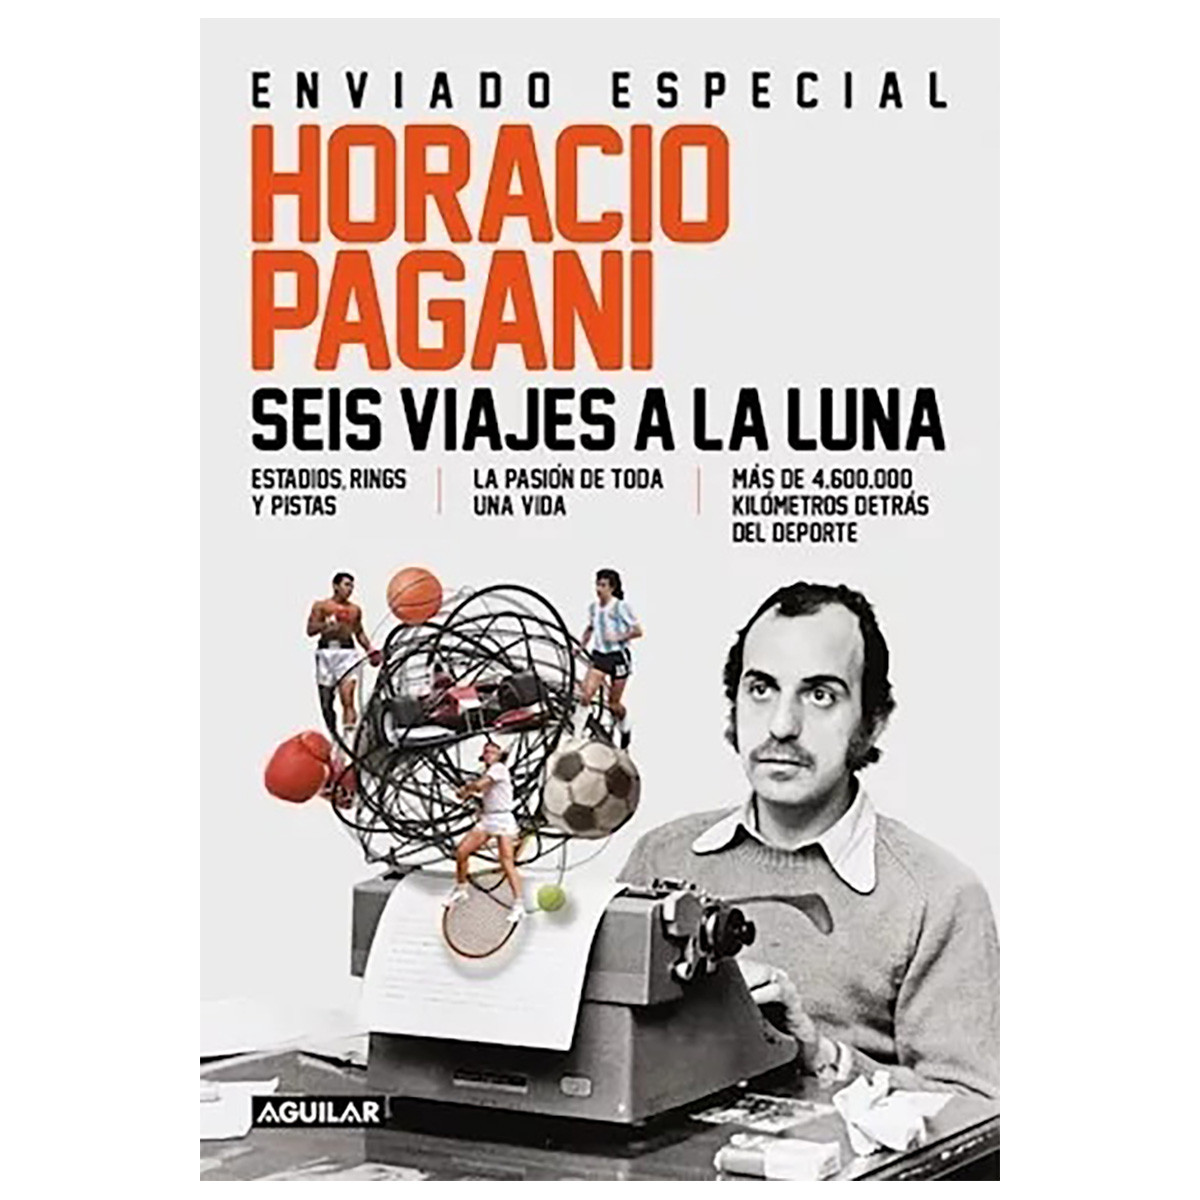 ENVIADO ESPECIAL
HORACIO
PAGANI
SEIS VIAJES A LA LUNA
ESTADIOS, RINGS
Y PISTAS
LA PASIÓN DE TODA
UNA VIDA
MÁS DE 4.600.000
KILÓMETROS DETRÁS
DEL DEPORTE
AGUILAR